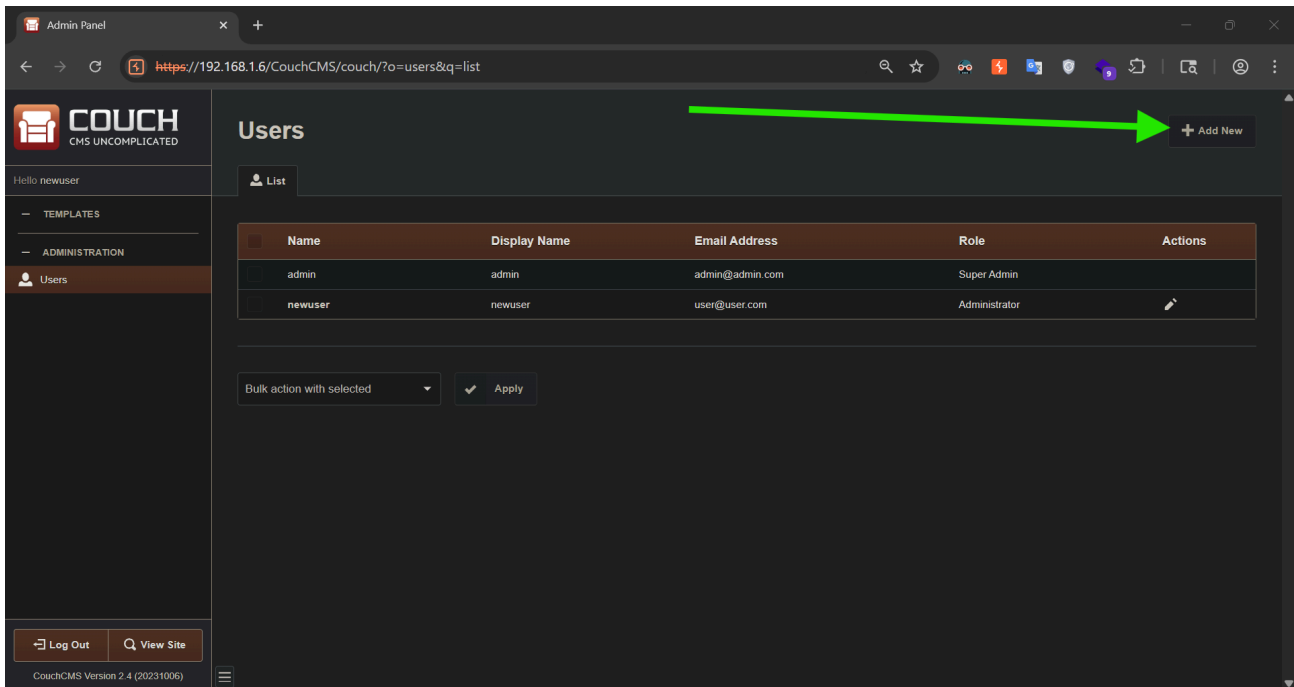 Admin Panel
https://192.168.1.6/CouchCMS/couch/?o=users&q=list
9
COUCH
CMS UNCOMPLICATED
Hello newuser
TEMPLATES
ADMINISTRATION
Users
Users
Add New
List
Name Display Name Email Address Role Actions
admin admin admin@admin.com Super Admin
newuser newuser user@user.com Administrator
Bulk action with selected
Apply
Log Out View Site
CouchCMS Version 2.4 (20231006)